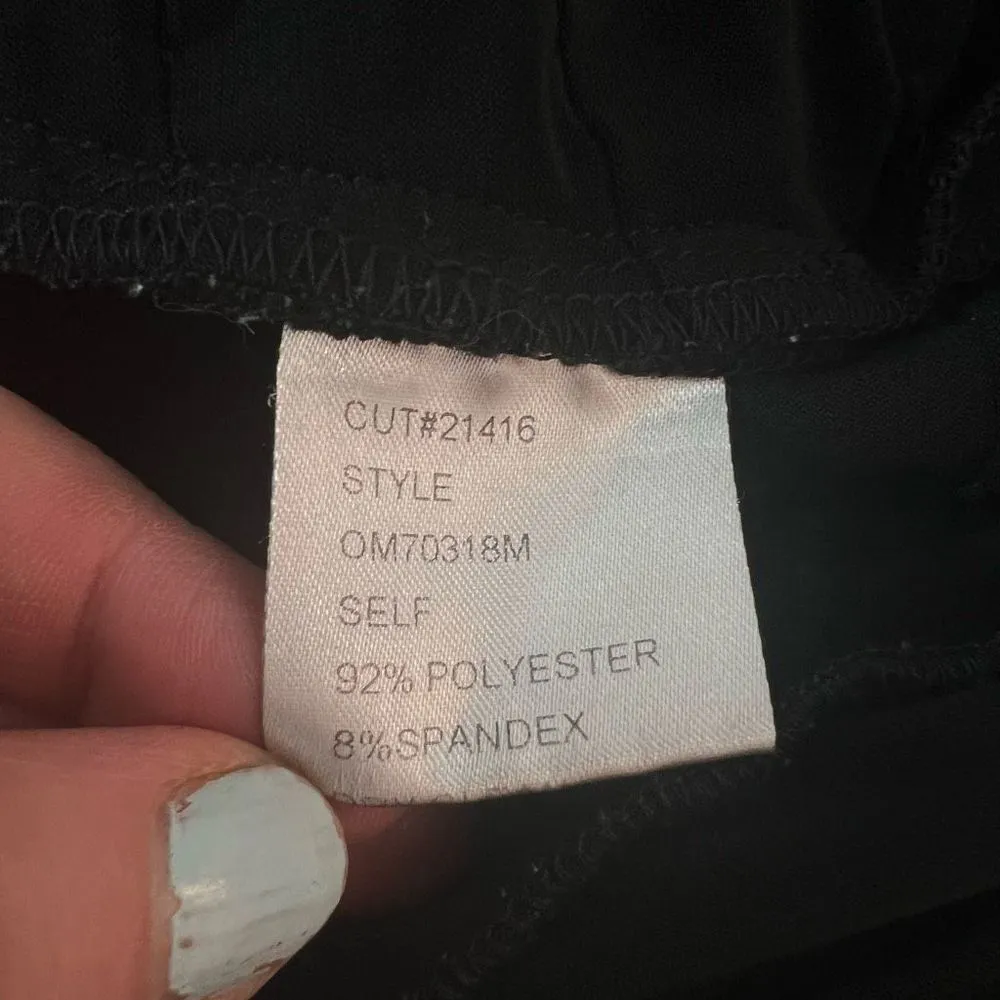 CUT#21416
STYLE
OM70318M
SELF
92% POLYESTER
8%SPANDEX